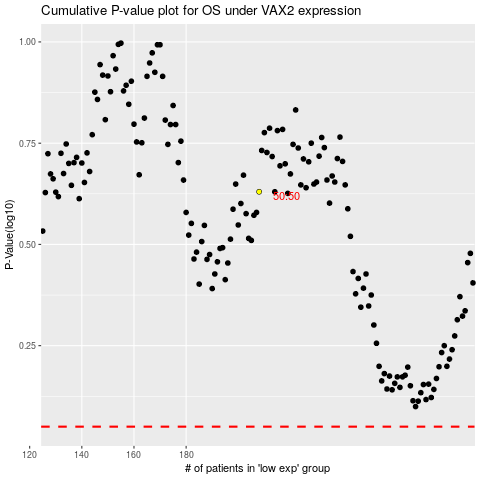 Cumulative P-value plot for OS under VAX2 expression
1.00
0.75
0.50
0.25
P-Value(log10)
50:50
120 140 160 180
# of patients in 'low exp' group